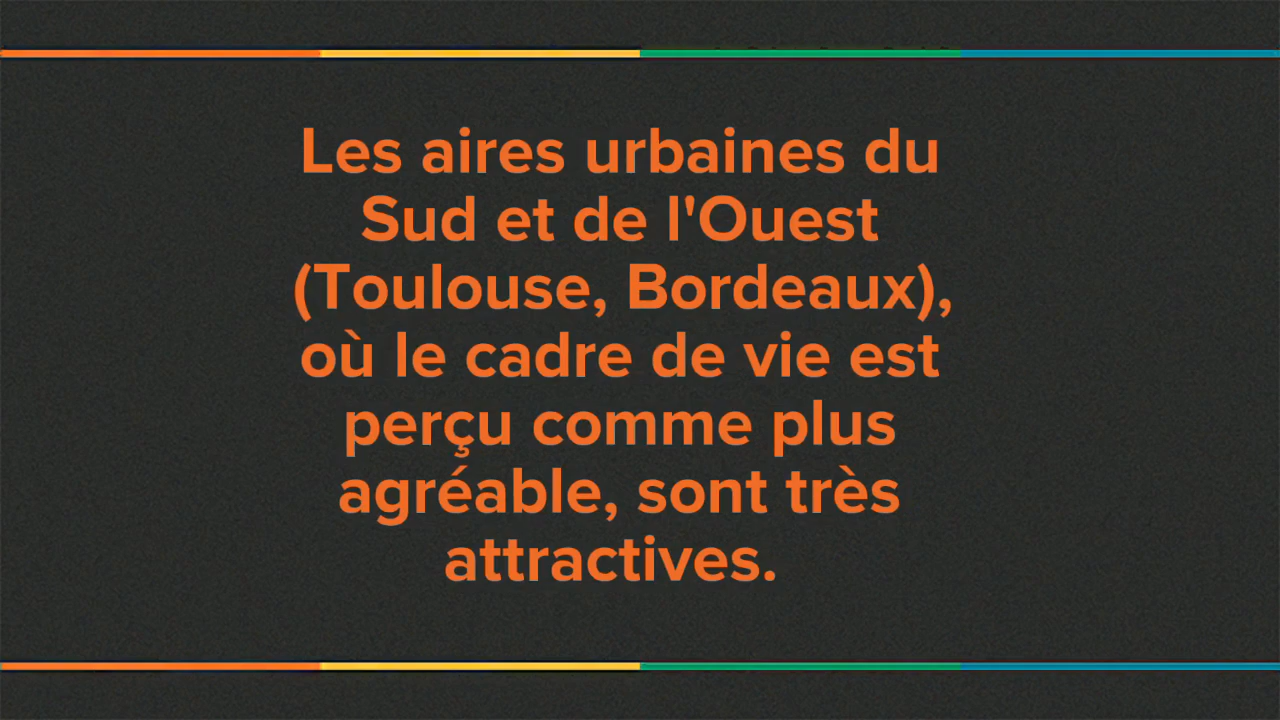 Les aires urbaines du
Sud et de l'Ouest
(Toulouse, Bordeaux),
où le cadre de vie est
perçu comme plus
agréable, sont très
attractives.